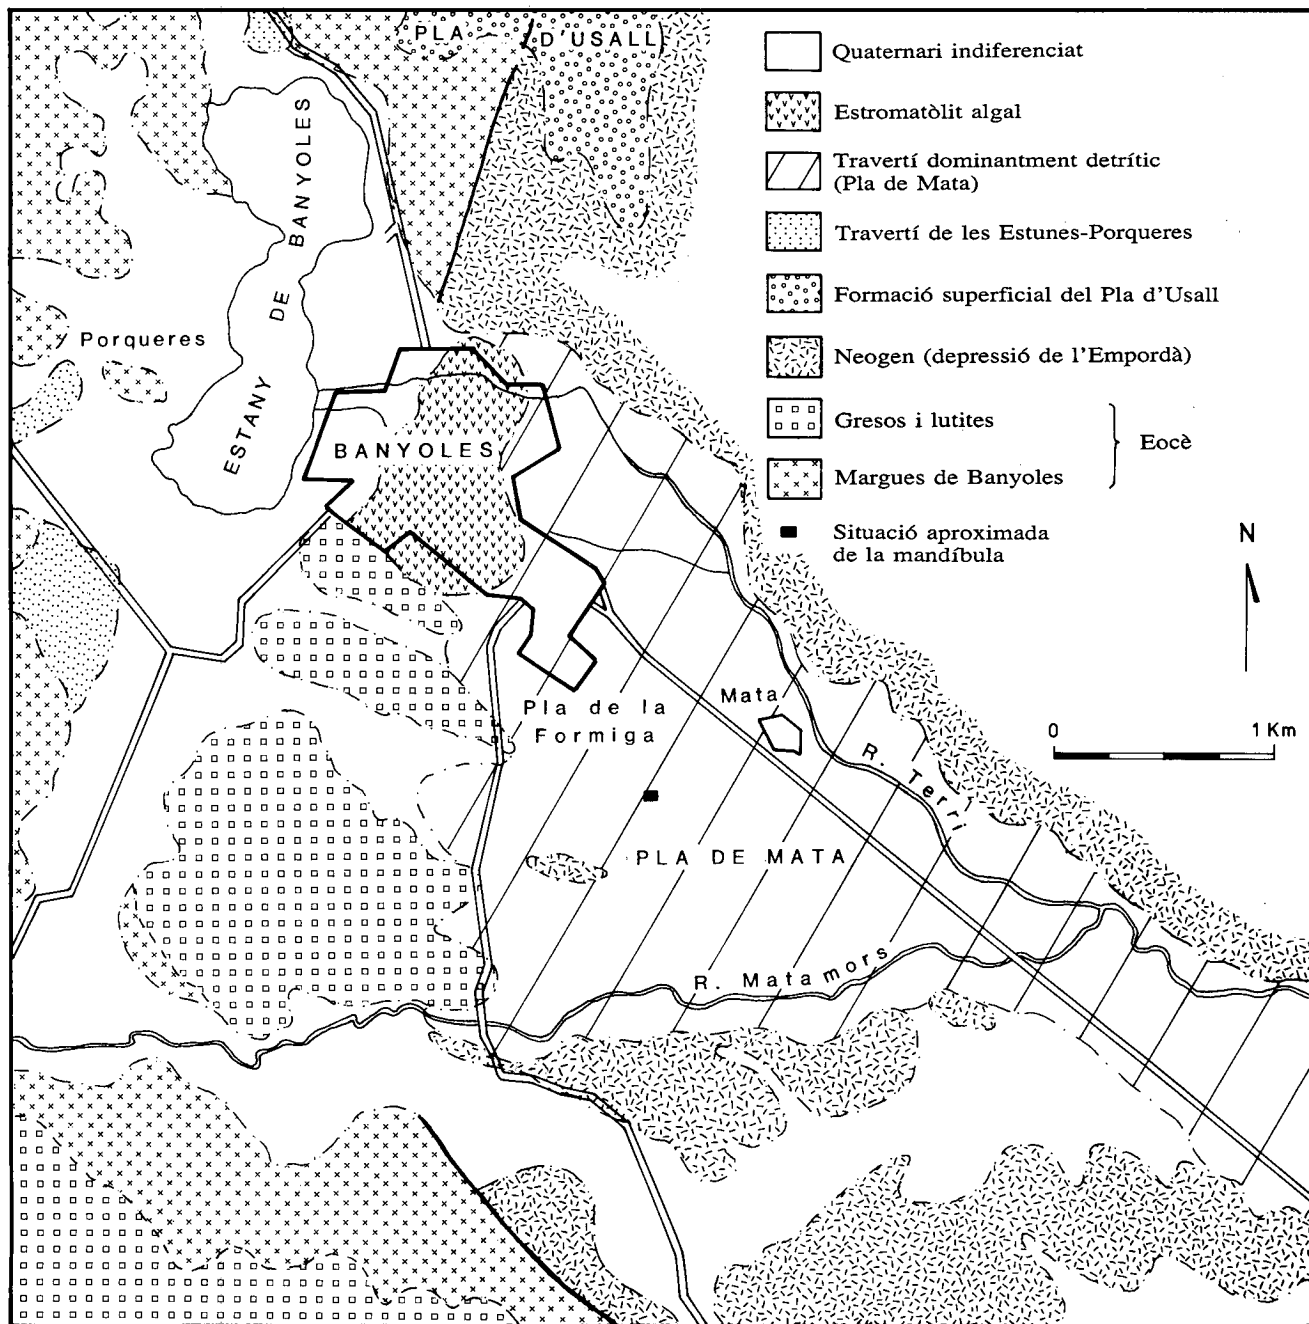 PLA D'USALL
ESTANY DE BANYOLES
Porqueres
BANYOLES
Pla de la
Formiga
Mata
R. Terri
PLA DE MATA
R. Matamors
Quaternari indiferenciat
Estromatòlit algal
Travertí dominantment detrític
(Pla de Mata)
Travertí de les Estunes-Porqueres
Formació superficial del Pla d'Usall
Neogen (depressió de l'Empordà)
Gresos i lutites
Eocè
Margues de Banyoles
Situació aproximada
de la mandíbula
N
0 1 Km